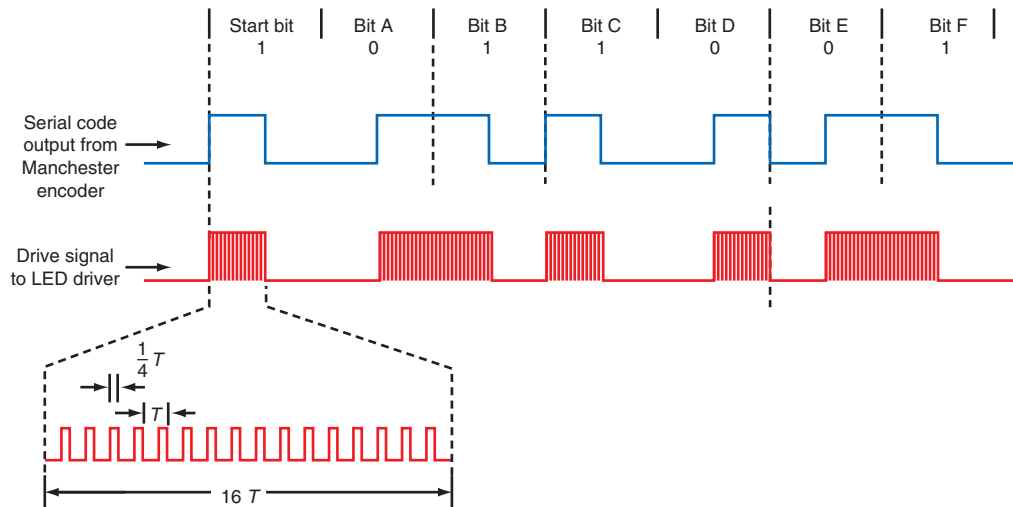 Start bit Bit A Bit B Bit C Bit D Bit E Bit F
1 0 1 1 0 0 1
Serial code
output from
Manchester
encoder
Drive signal
to LED driver
1/4 T
T
16 T